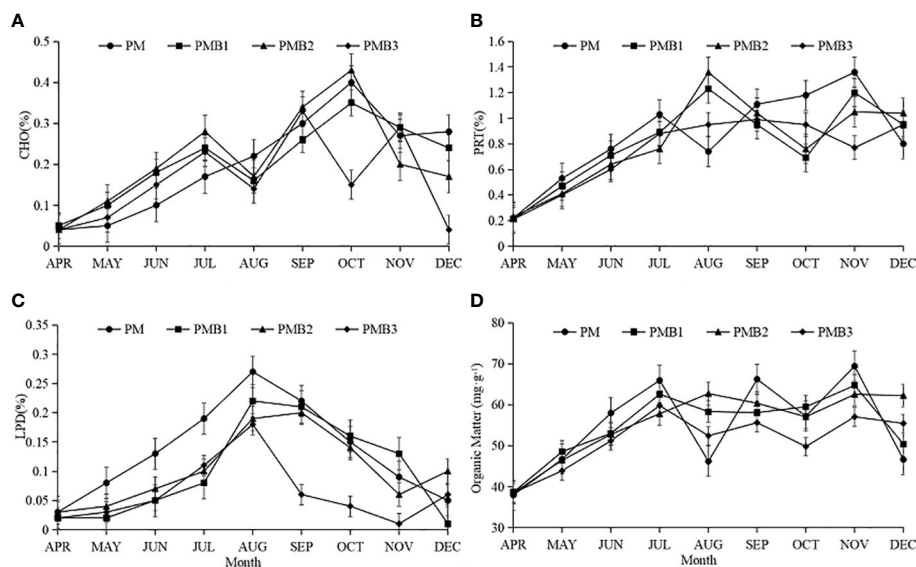 A
PM PMB1 PMB2 PMB3
CHO(%)
0.5
0.4
0.3
0.2
0.1
0
APR MAY JUN JUL AUG SEP OCT NOV DEC
B
PM PMB1 PMB2 PMB3
PRT(%)
1.6
1.4
1.2
1
0.8
0.6
0.4
0.2
0
APR MAY JUN JUL AUG SEP OCT NOV DEC
C
PM PMB1 PMB2 PMB3
LPD(%)
0.35
0.3
0.25
0.2
0.15
0.1
0.05
0
APR MAY JUN JUL AUG SEP OCT NOV DEC
Month
D
PM PMB1 PMB2 PMB3
Organic Matter (mg·g⁻¹)
80
70
60
50
40
30
APR MAY JUN JUL AUG SEP OCT NOV DEC
Month